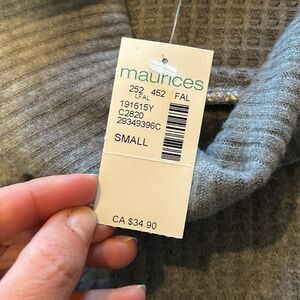 maurices
252 452 FAL
LFAL
191615Y
C2820
29349396C
SMALL
CA $34.90